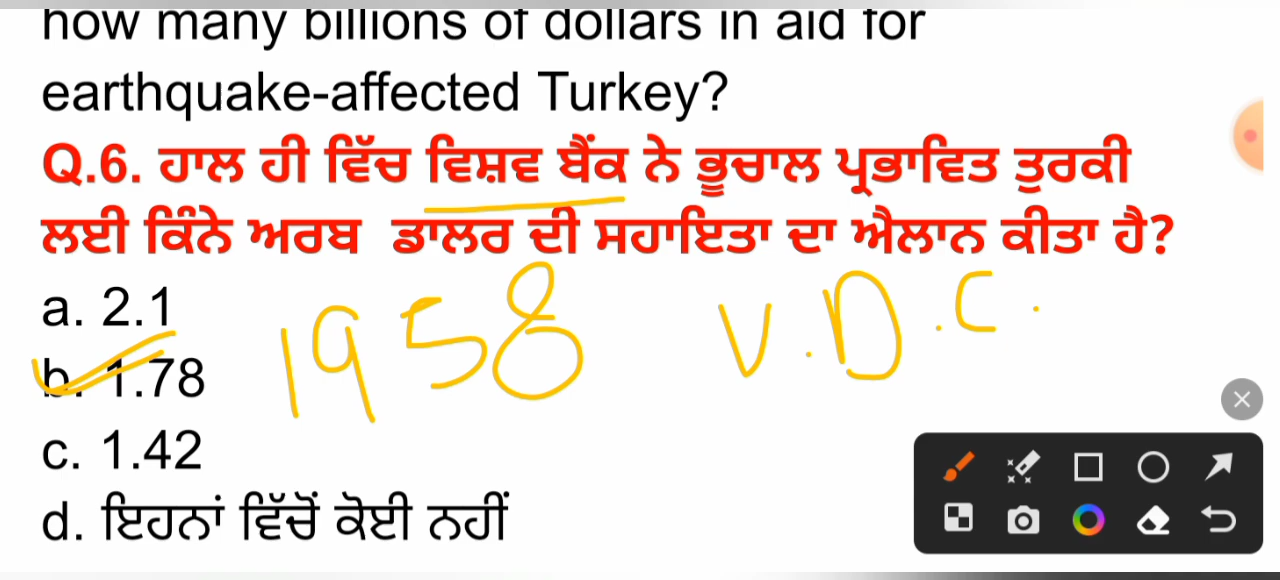 how many billions of dollars in aid for
earthquake-affected Turkey?
Q.6. ਹਾਲ ਹੀ ਵਿੱਚ ਵਿਸ਼ਵ ਬੈਂਕ ਨੇ ਭੂਚਾਲ ਪ੍ਰਭਾਵਿਤ ਤੁਰਕੀ
ਲਈ ਕਿੰਨੇ ਅਰਬ ਡਾਲਰ ਦੀ ਸਹਾਇਤਾ ਦਾ ਐਲਾਨ ਕੀਤਾ ਹੈ?
a. 2.1
b. 1.78
1958 V.D.C.
c. 1.42
d. ਇਹਨਾਂ ਵਿੱਚੋਂ ਕੋਈ ਨਹੀਂ